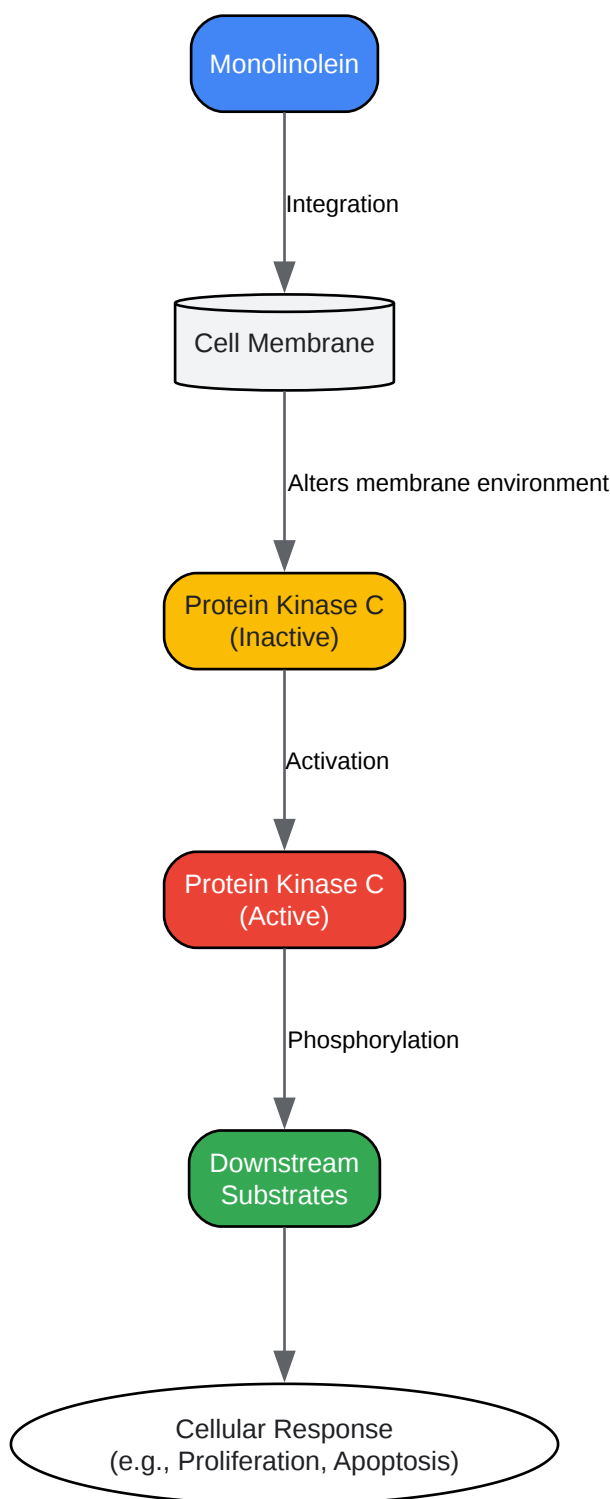 Monolinolein
Integration
Cell Membrane
Alters membrane environment
Protein Kinase C
(Inactive)
Activation
Protein Kinase C
(Active)
Phosphorylation
Downstream
Substrates
Cellular Response
(e.g., Proliferation, Apoptosis)